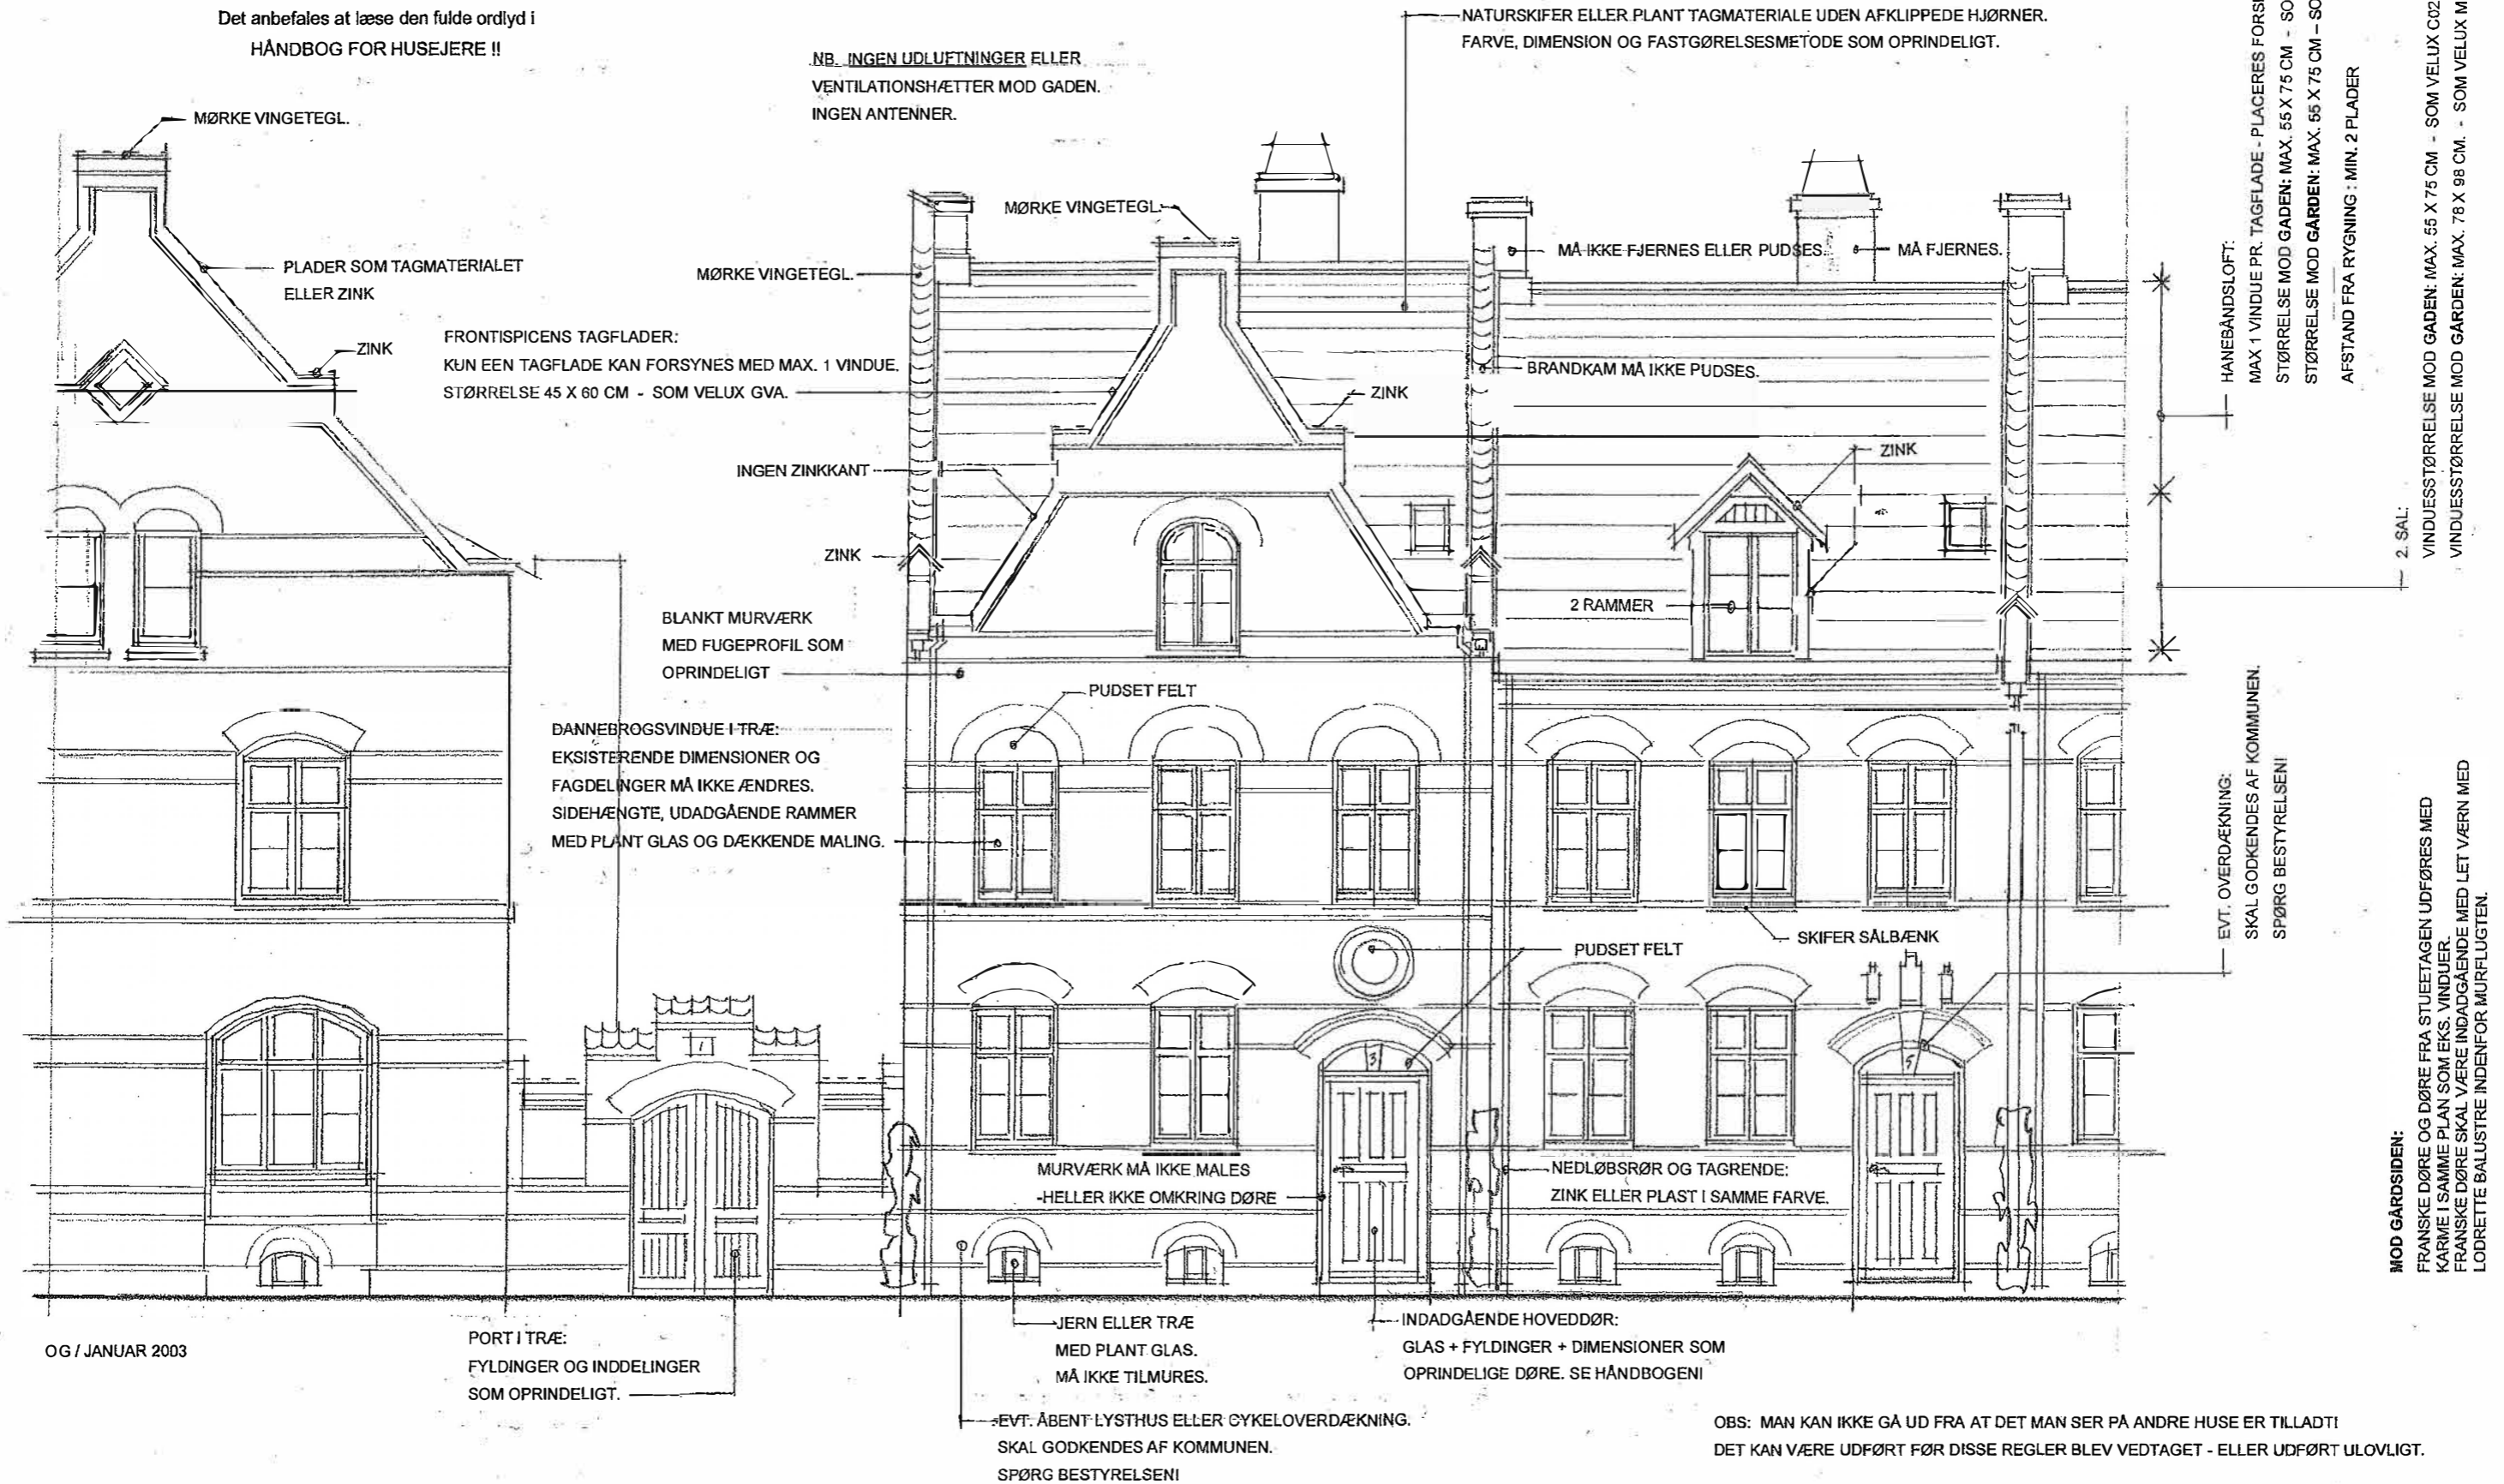 Det anbefales at læse den fulde ordlyd i
HÅNDBOG FOR HUSEJERE !!
NB. INGEN UDLUFTNINGER ELLER
VENTILATIONSHÆTTER MOD GADEN.
INGEN ANTENNER.
NATURSKIFER ELLER PLANT TAGMATERIALE UDEN AFKLIPPEDE HJØRNER.
FARVE, DIMENSION OG FASTGØRELSESMETODE SOM OPRINDELIGT.
MØRKE VINGETEGL.
PLADER SOM TAGMATERIALET
ELLER ZINK
ZINK
MØRKE VINGETEGL.
MØRKE VINGETEGL.
MÅ IKKE FJERNES ELLER PUDSES.
MÅ FJERNES.
FRONTISPICENS TAGFLADER:
KUN EEN TAGFLADE KAN FORSYNES MED MAX. 1 VINDUE.
STØRRELSE 45 X 60 CM - SOM VELUX GVA.
BRANDKAM MÅ IKKE PUDSES.
ZINK
INGEN ZINKKANT
ZINK
ZINK
2 RAMMER
BLANKT MURVÆRK
MED FUGEPROFIL SOM
OPRINDELIGT
PUDSET FELT
DANNEBROGSVINDUE I TRÆ:
EKSISTERENDE DIMENSIONER OG
FAGDELINGER MÅ IKKE ÆNDRES.
SIDEHÆNGTE, UDADGÅENDE RAMMER
MED PLANT GLAS OG DÆKKENDE MALING.
SKIFER SÅLBÆNK
PUDSET FELT
1
3
5
MURVÆRK MÅ IKKE MALES
-HELLER IKKE OMKRING DØRE
NEDLØBSRØR OG TAGRENDE:
ZINK ELLER PLAST I SAMME FARVE.
OG / JANUAR 2003
PORT I TRÆ:
FYLDINGER OG INDDELINGER
SOM OPRINDELIGT.
JERN ELLER TRÆ
MED PLANT GLAS.
MÅ IKKE TILMURES.
INDADGÅENDE HOVEDDØR:
GLAS + FYLDINGER + DIMENSIONER SOM
OPRINDELIGE DØRE. SE HÅNDBOGEN!
EVT. ÅBENT LYSTHUS ELLER CYKELOVERDÆKNING.
SKAL GODKENDES AF KOMMUNEN.
SPØRG BESTYRELSEN!
OBS: MAN KAN IKKE GÅ UD FRA AT DET MAN SER PÅ ANDRE HUSE ER TILLADT!
DET KAN VÆRE UDFØRT FØR DISSE REGLER BLEV VEDTAGET - ELLER UDFØRT ULOVLIGT.
HANEBÅNDSLOFT:
MAX 1 VINDUE PR. TAGFLADE - PLACERES
STØRRELSE MOD GADEN: MAX. 55 X 75 CM -
STØRRELSE MOD GÅRDEN: MAX. 55 X 75 CM –
AFSTAND FRA RYGNING : MIN. 2 PLADER
2. SAL:
VINDUESSTØRRELSE MOD GADEN: MAX. 55 X 75 CM - SOM VELUX C02
VINDUESSTØRRELSE MOD GÅRDEN: MAX. 78 X 98 CM. - SOM VELUX
EVT. OVERDÆKNING:
SKAL GODKENDES AF KOMMUNEN.
SPØRG BESTYRELSEN!
MOD GÅRDSIDEN:
FRANSKE DØRE OG DØRE FRA STUEETAGEN UDFØRES MED
KARME I SAMME PLAN SOM EKS. VINDUER.
FRANSKE DØRE SKAL VÆRE INDADGÅENDE MED LET VÆRN MED
LODRETTE BALUSTRE INDENFOR MURFLUGTEN.